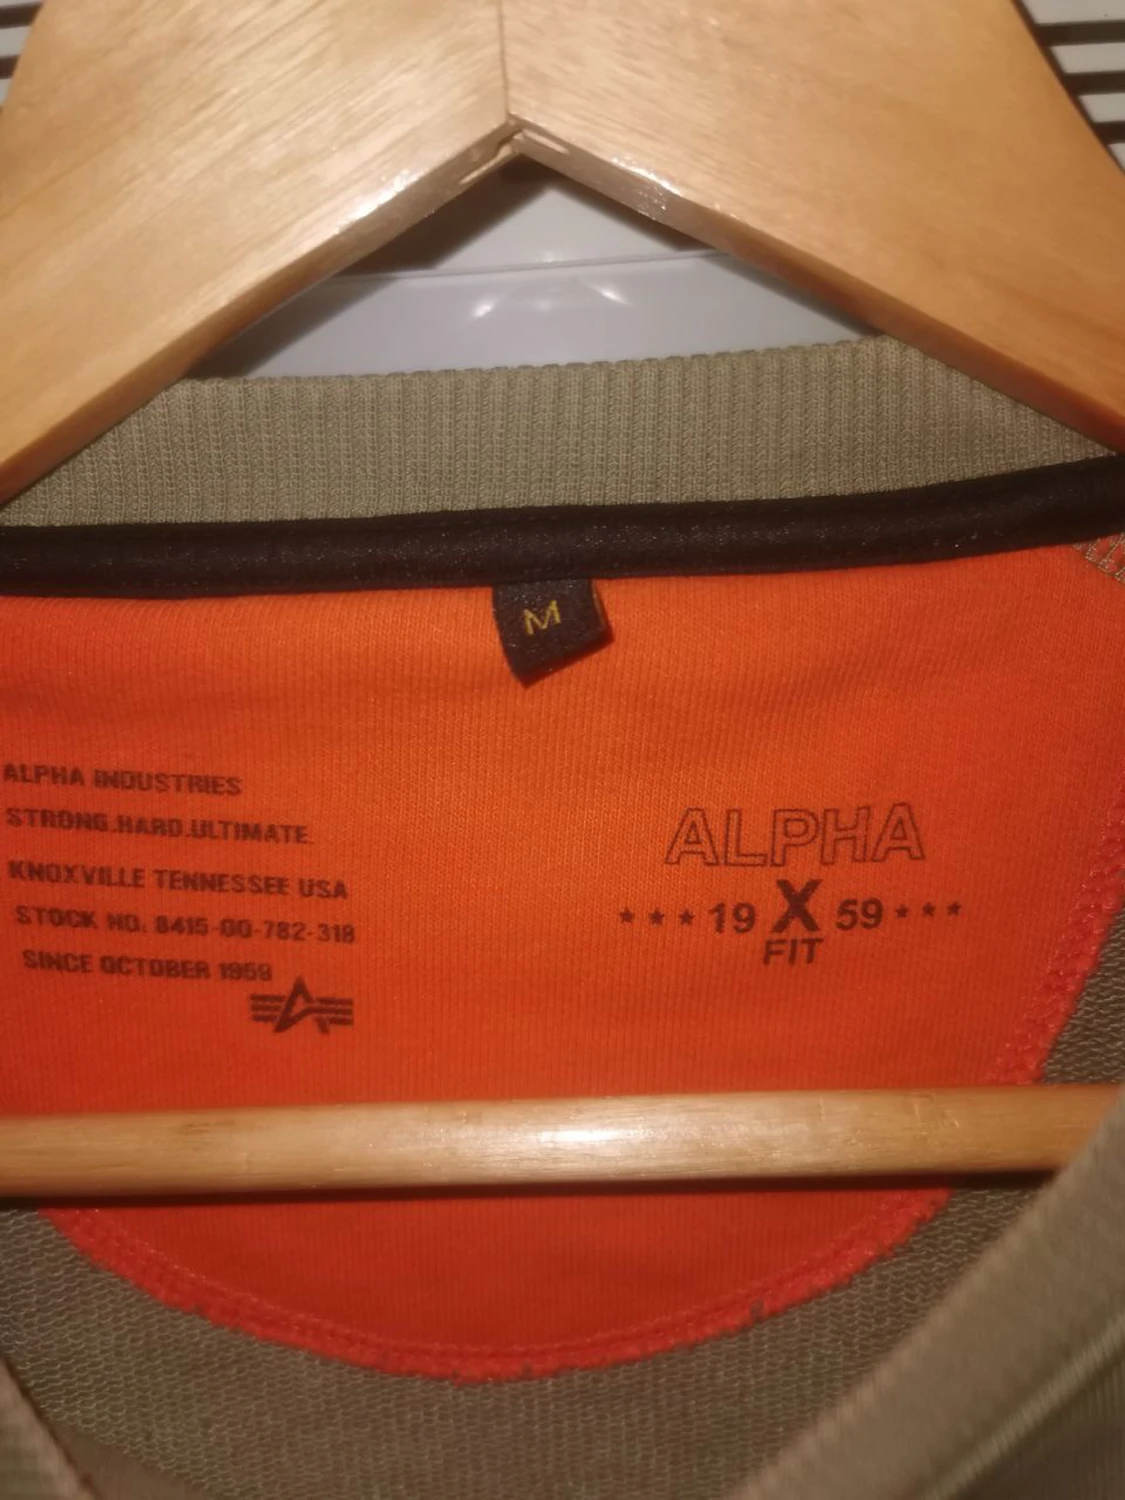 M
ALPHA INDUSTRIES
STRONG.HARD.ULTIMATE.
KNOXVILLE TENNESSEE USA
STOCK NO. 8415-00-782-318
SINCE OCTOBER 1959
ALPHA
*** 19 X 59 ***
FIT